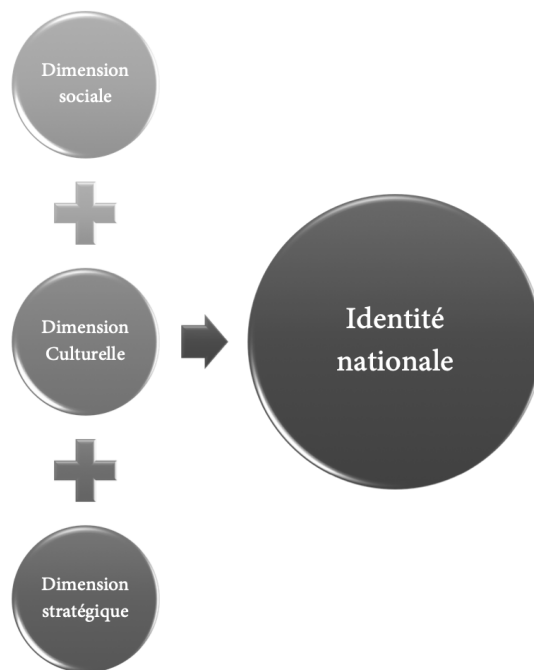 Dimension
sociale
Dimension
Culturelle
Dimension
stratégique
Identité
nationale